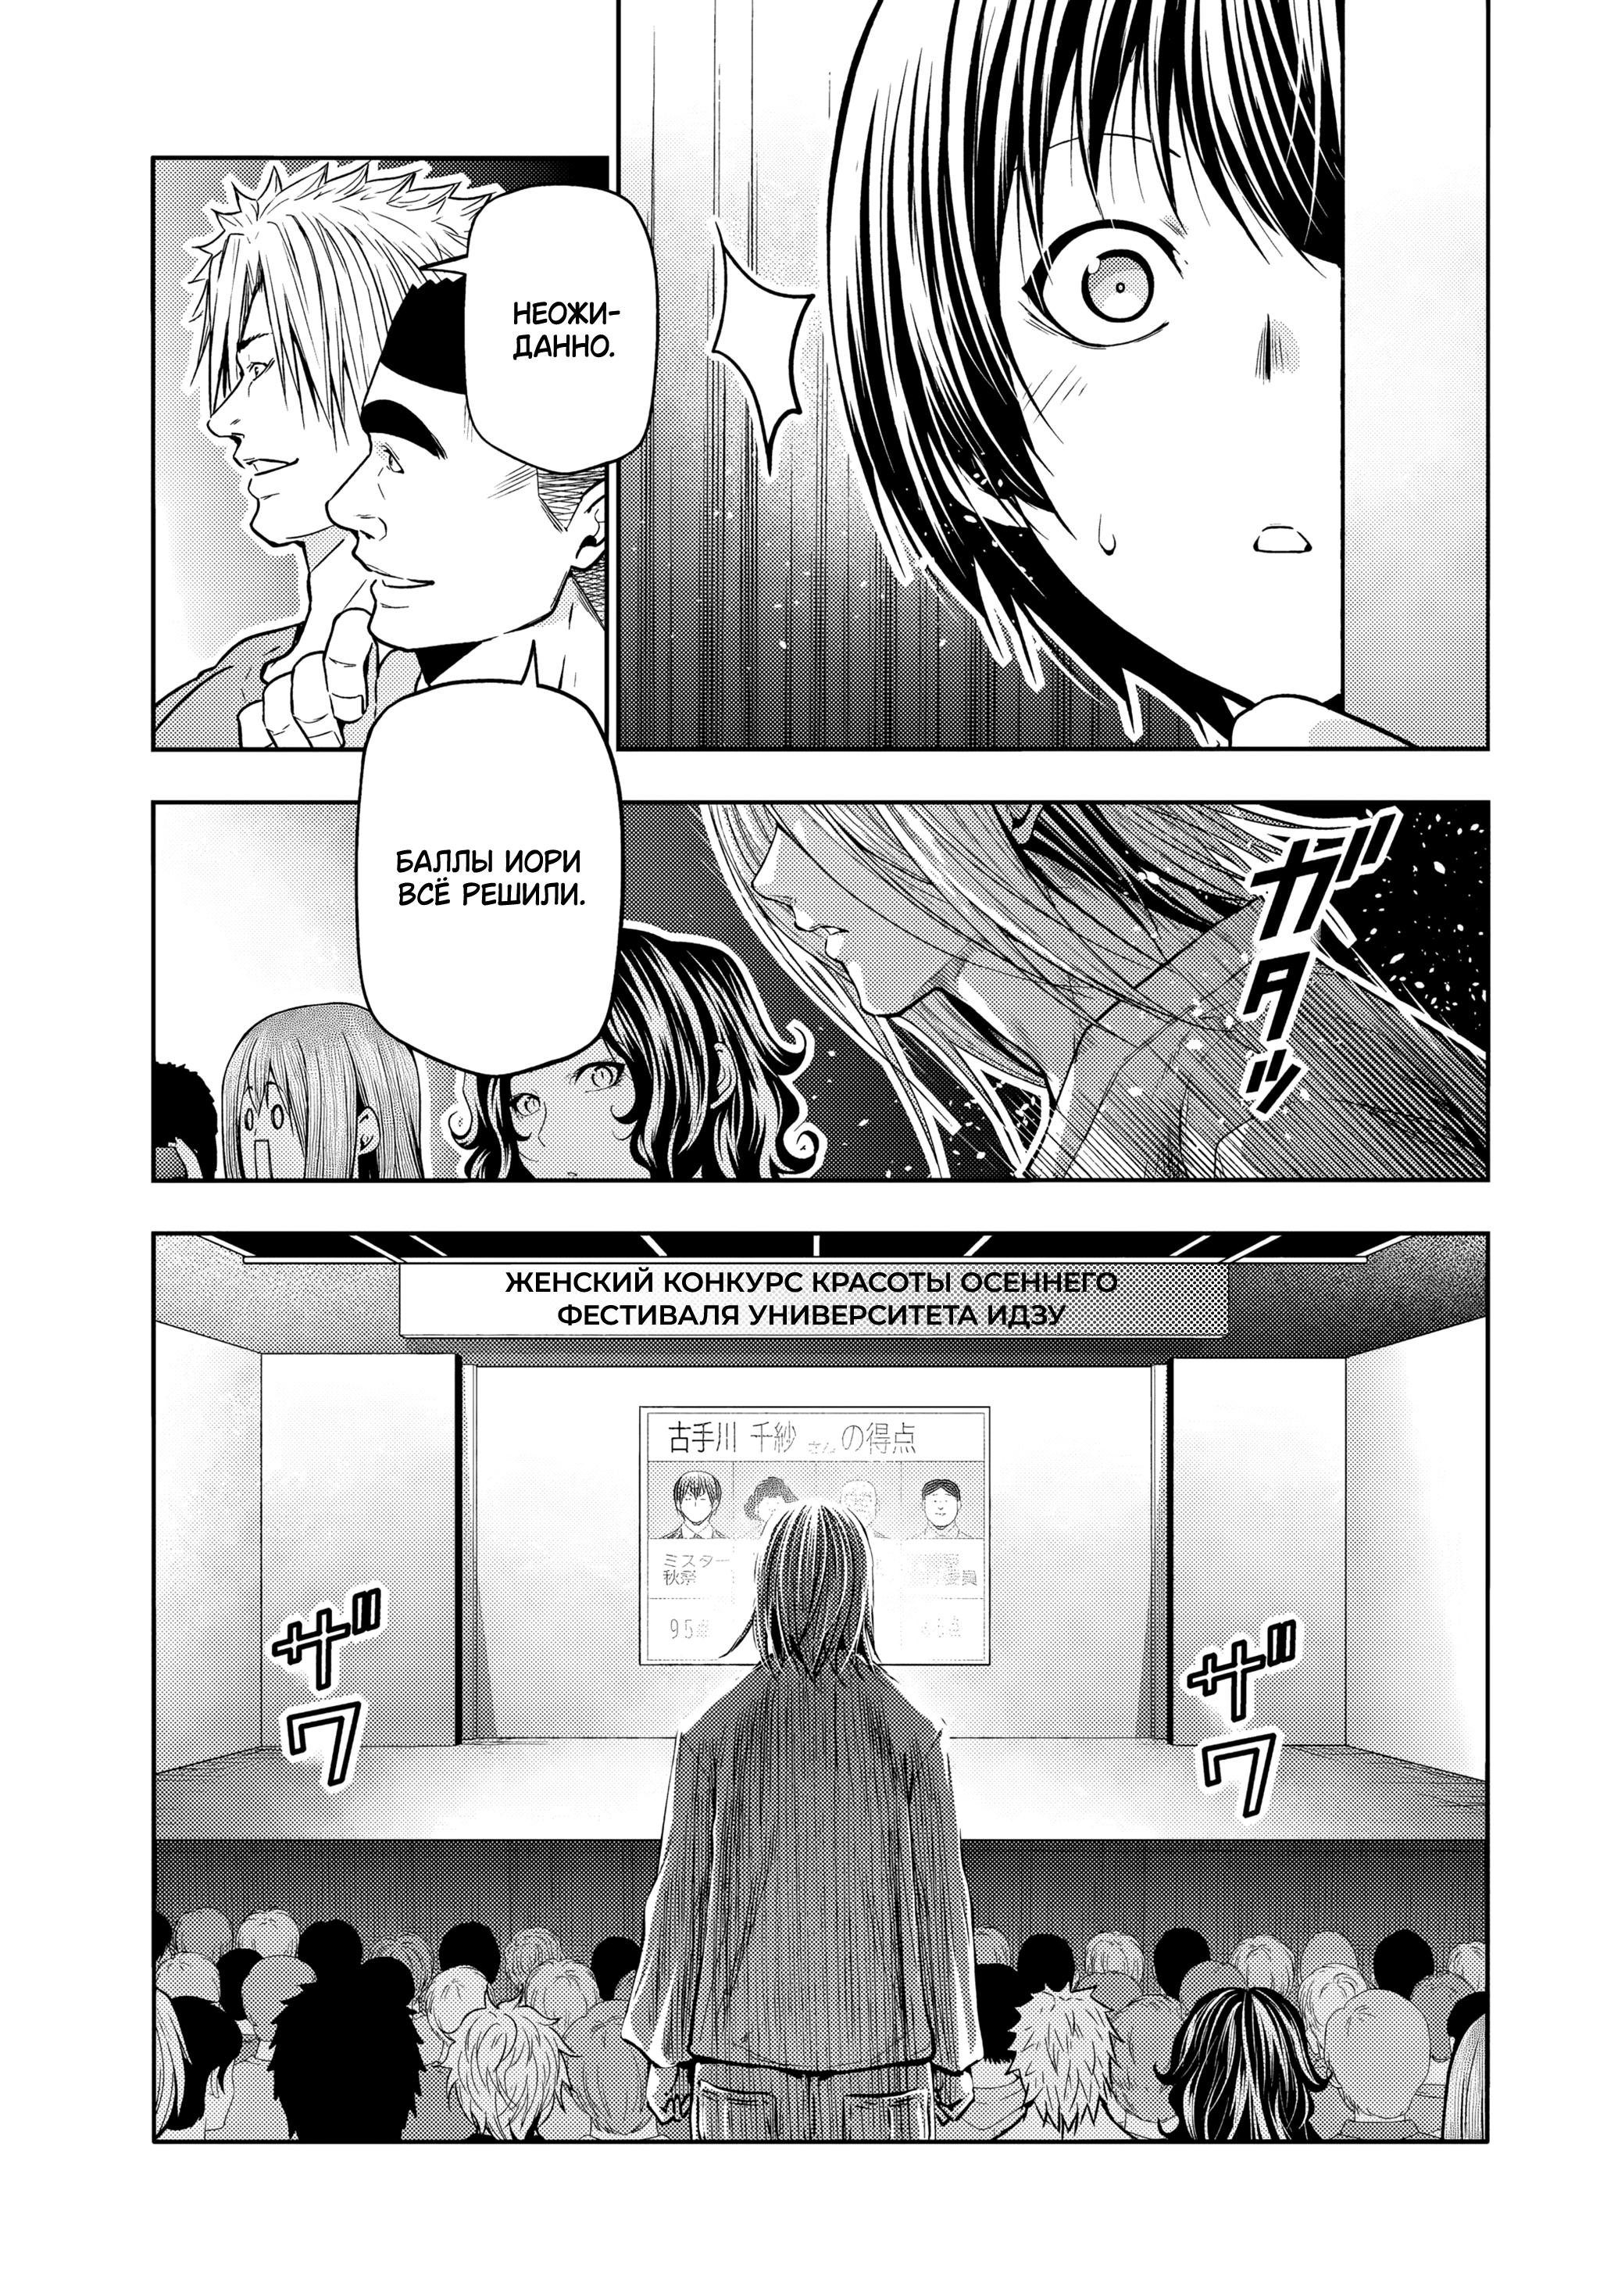 НЕОЖИ-
ДАННО.
БАЛЛЫ ИОРИ
ВСЁ РЕШИЛИ.
ガタッ
ЖЕНСКИЙ КОНКУРС КРАСОТЫ ОСЕННЕГО
ФЕСТИВАЛЯ УНИВЕРСИТЕТА ИДЗУ
古手川 千紗 さんの得点
ミスター
秋祭
委員
95点
ザワ
ザワ